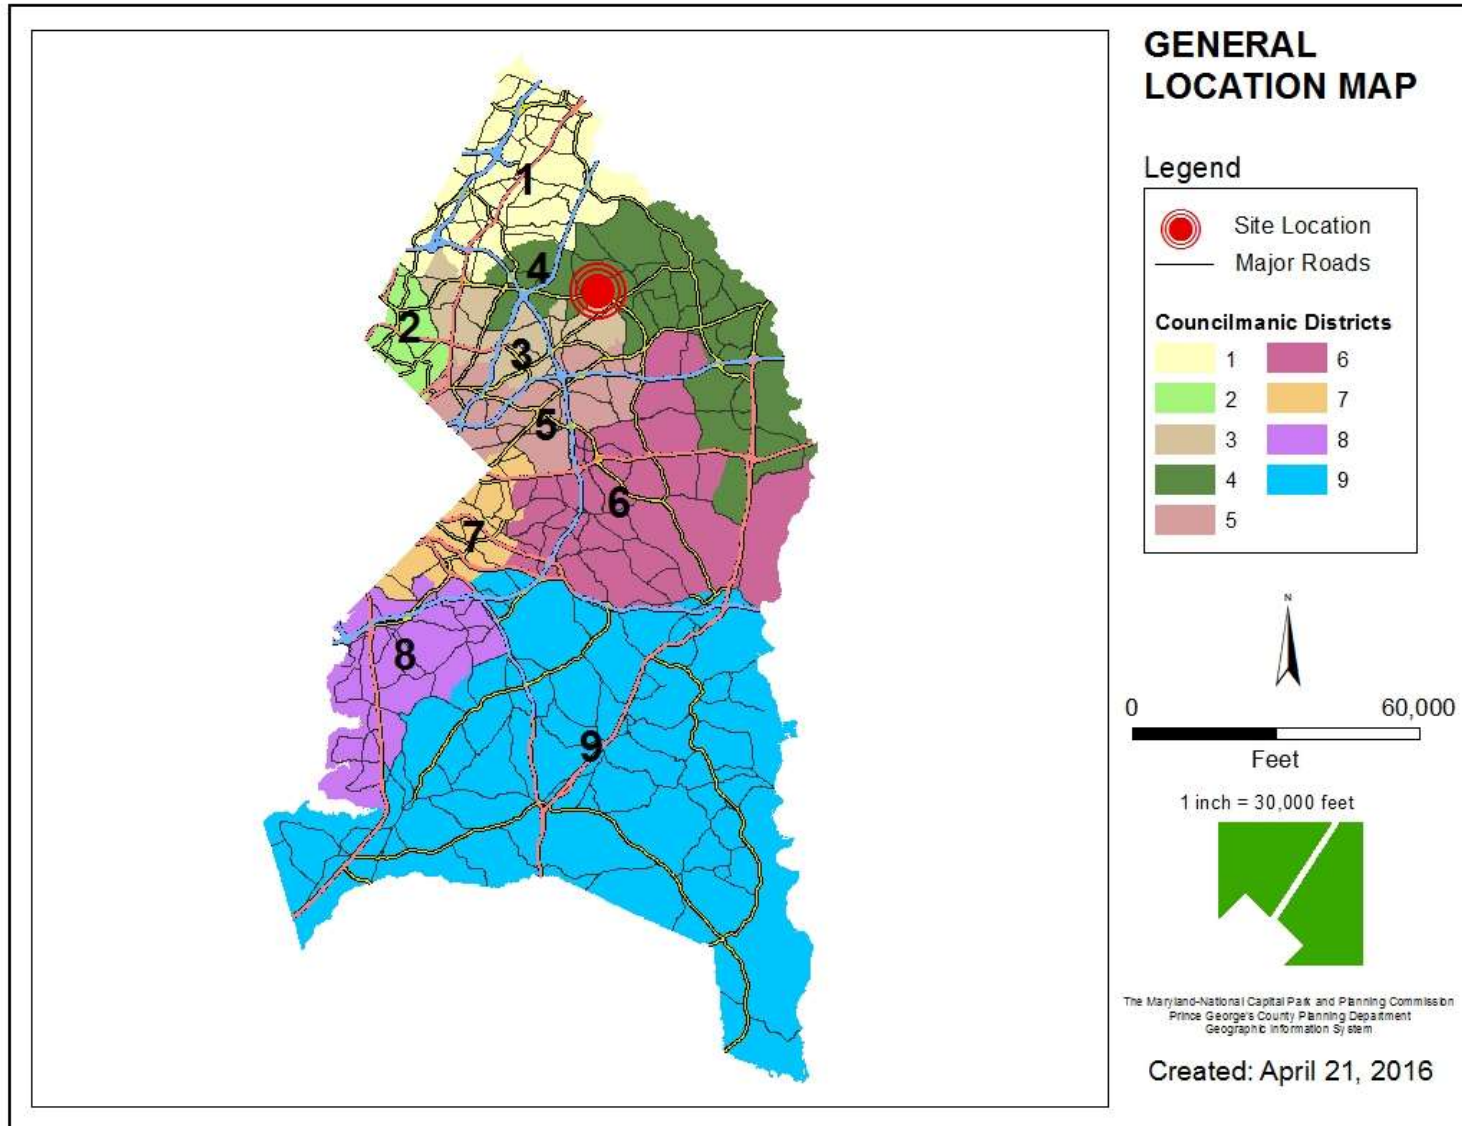 GENERAL
LOCATION MAP
Legend
Site Location
Major Roads
Councilmanic Districts
1 6
2 7
3 8
4 9
5
1
4
2
3
5
6
7
8
9
N
0 60,000
Feet
1 inch = 30,000 feet
The Maryland-National Capital Park and Planning Commission
Prince George's County Planning Department
Geographic Information System
Created: April 21, 2016